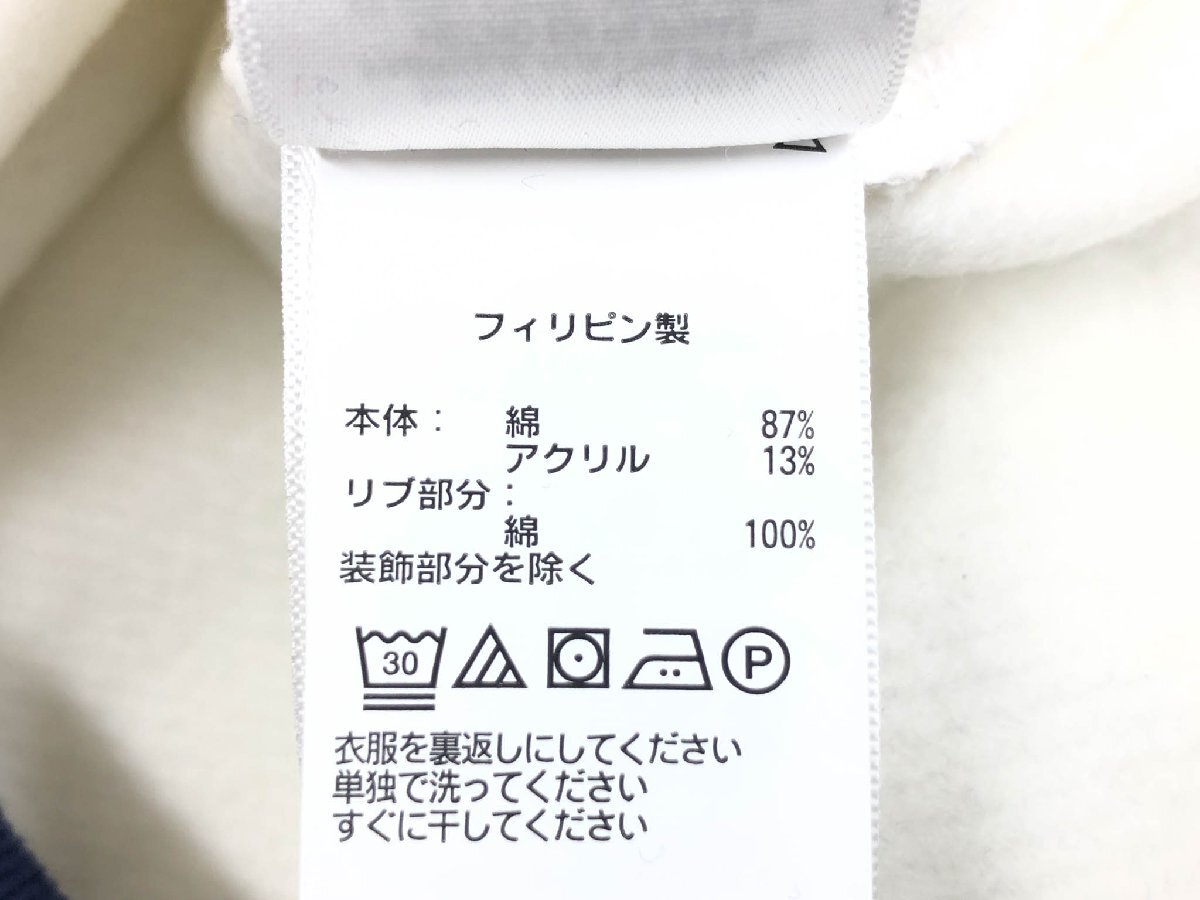 フィリピン製
本体: 綿 87%
アクリル 13%
リブ部分:
綿 100%
装飾部分を除く
30 P
衣服を裏返しにしてください
単独で洗ってください
すぐに干してください